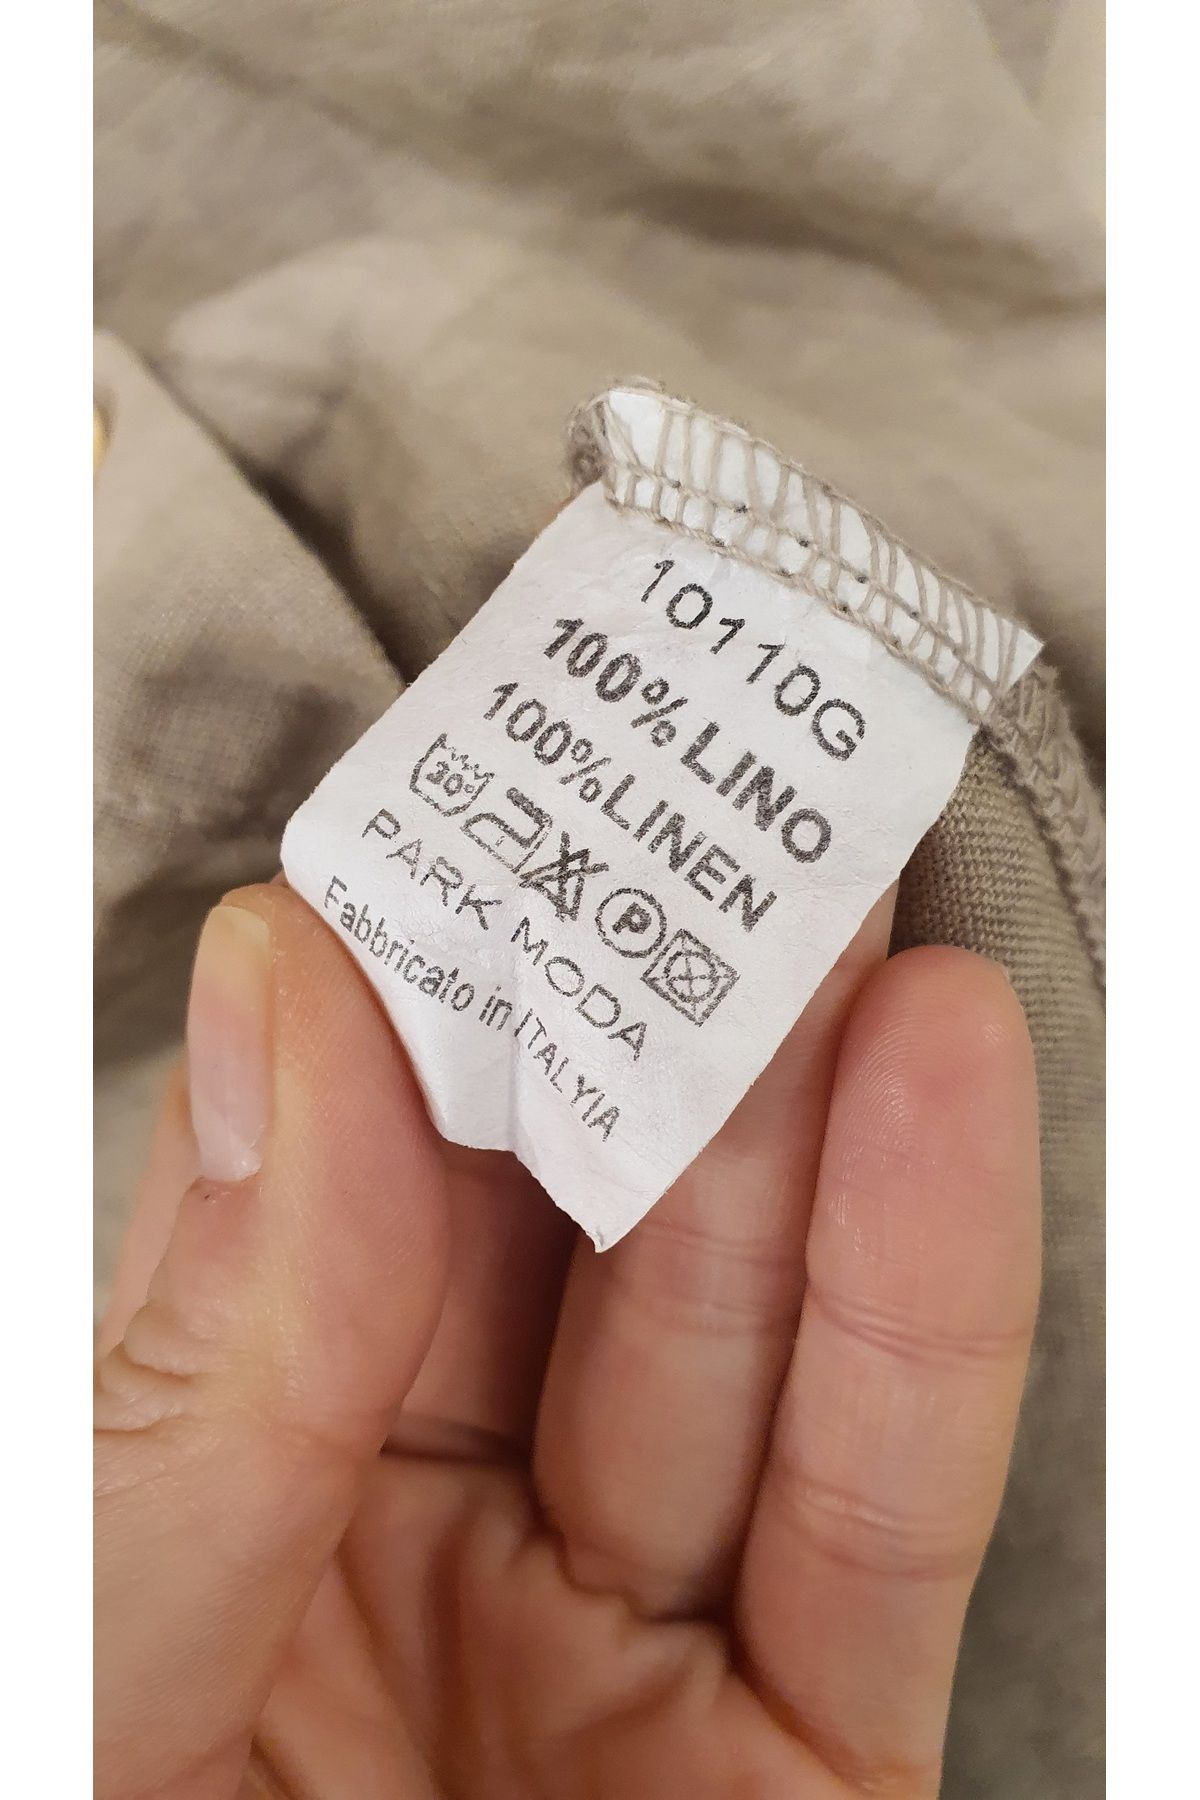 10110G
100%LINO
100%LINEN
30°
P
PARK MODA
Fabbricato in ITALYIA